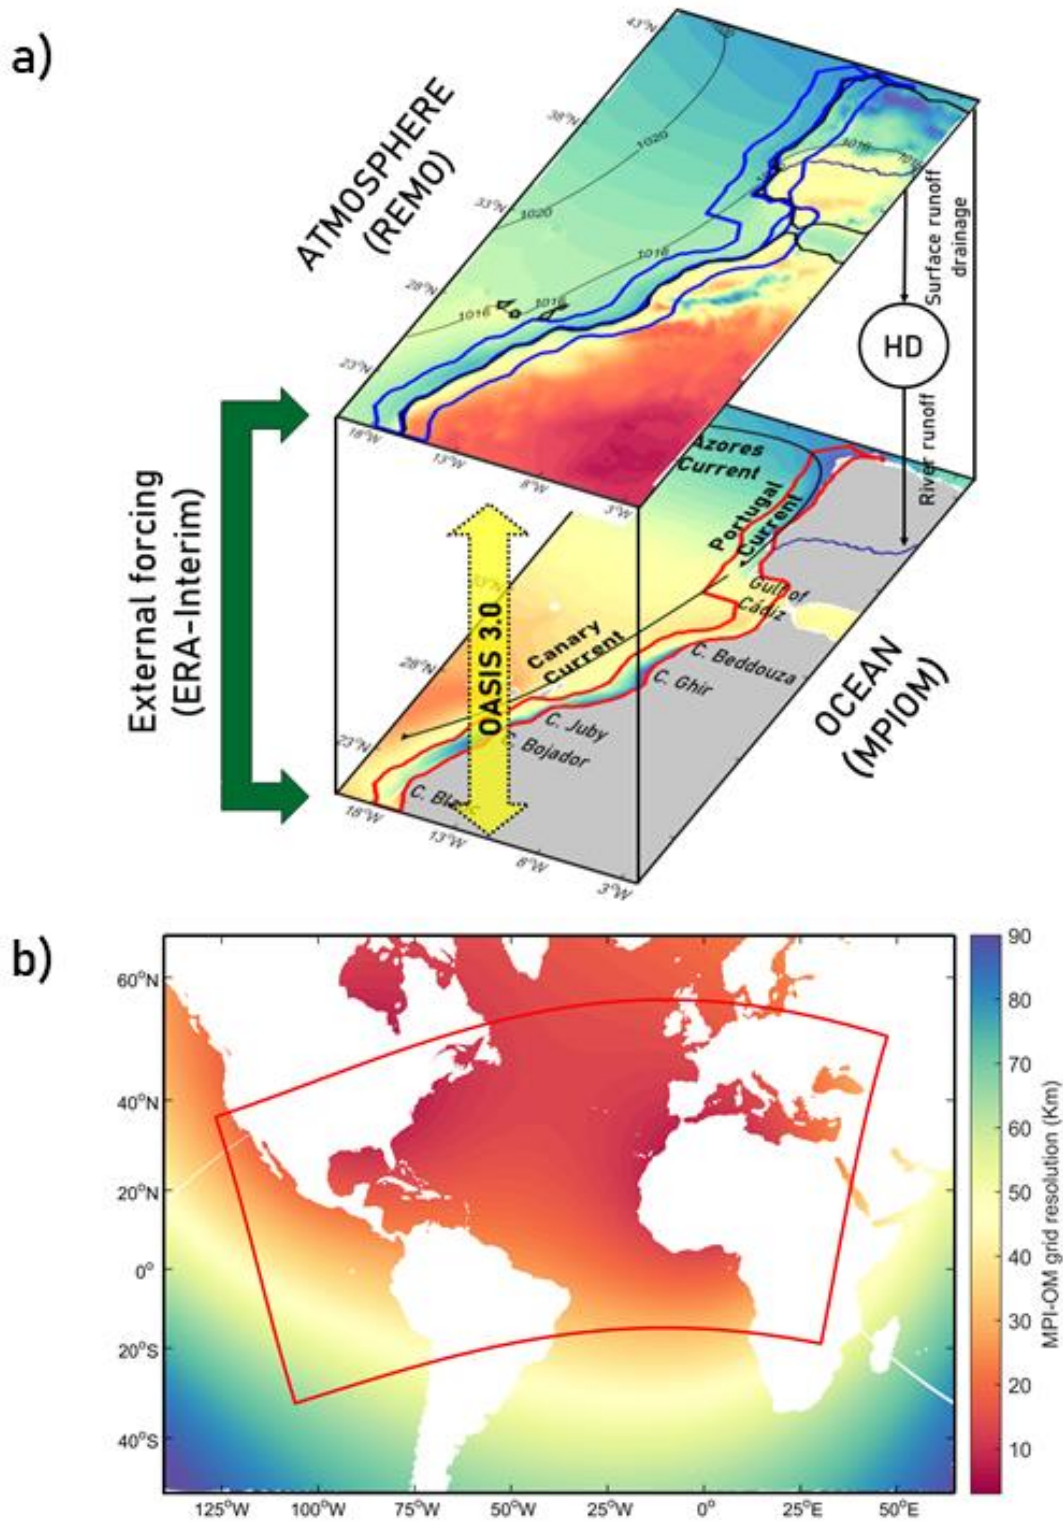 a)
ATMOSPHERE
(REMO)
43°N
38°N
33°N
28°N
23°N
18°W
13°W
8°W
3°W
1020
1020
1016
1016
1016
1016
Surface runoff
drainage
HD
River runoff
External forcing
(ERA-Interim)
OASIS 3.0
Azores
Current
Portugal
Current
Gulf of
Cádiz
Canary
Current
C. Beddouza
C. Ghir
C. Juby
C. Bojador
OCEAN
(MPIOM)
28°N
23°N
18°W
13°W
8°W
3°W
b)
60°N
40°N
20°N
0°
20°S
40°S
125°W
100°W
75°W
50°W
25°W
0°
25°E
50°E
90
80
70
60
50
40
30
20
10
MPI-OM grid resolution (Km)